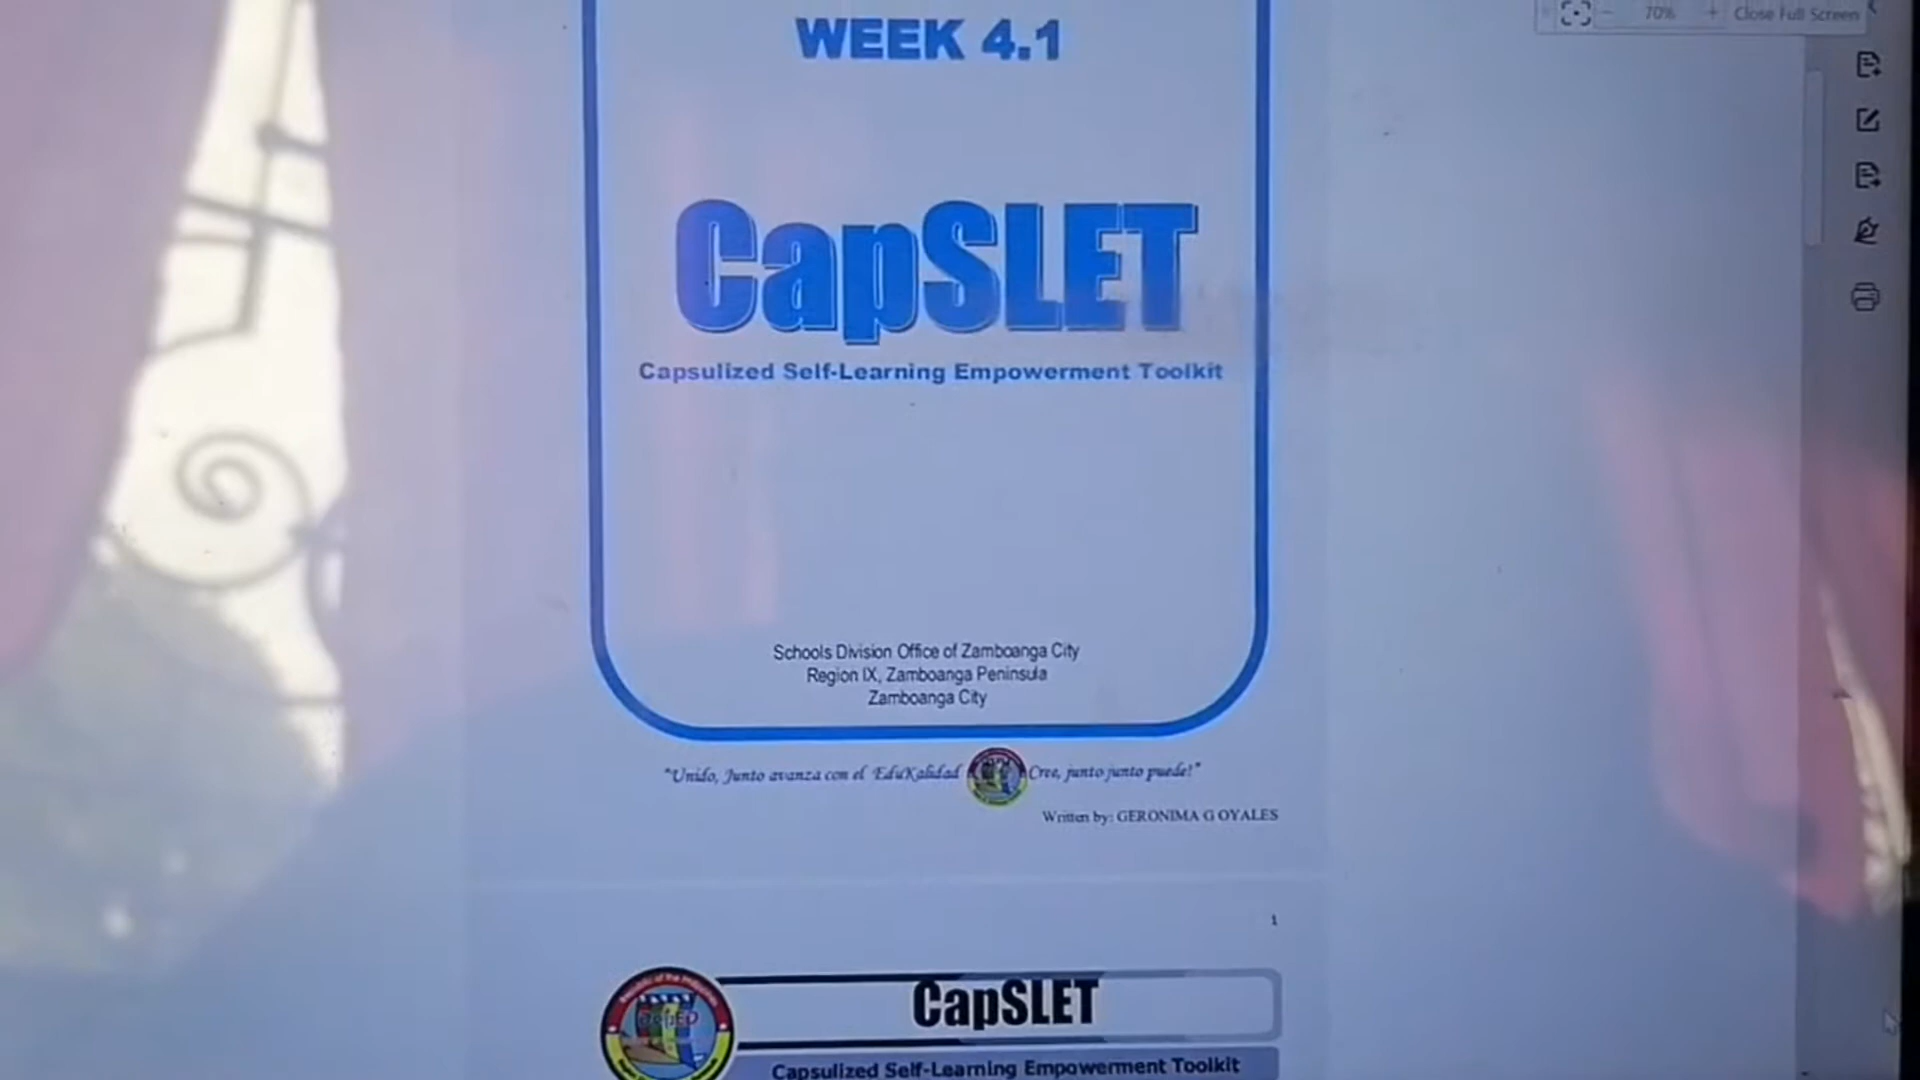 70% + Close Full Screen
WEEK 4.1
CapSLET
Capsulized Self-Learning Empowerment Toolkit
Schools Division Office of Zamboanga City
Region IX, Zamboanga Peninsula
Zamboanga City
"Unido, Junto avanza con el EduKalidad Cree, junto junto puede!"
Written by: GERONIMA G OYALES
1
CapSLET
DepED
Capsulized Self-Learning Empowerment Toolkit